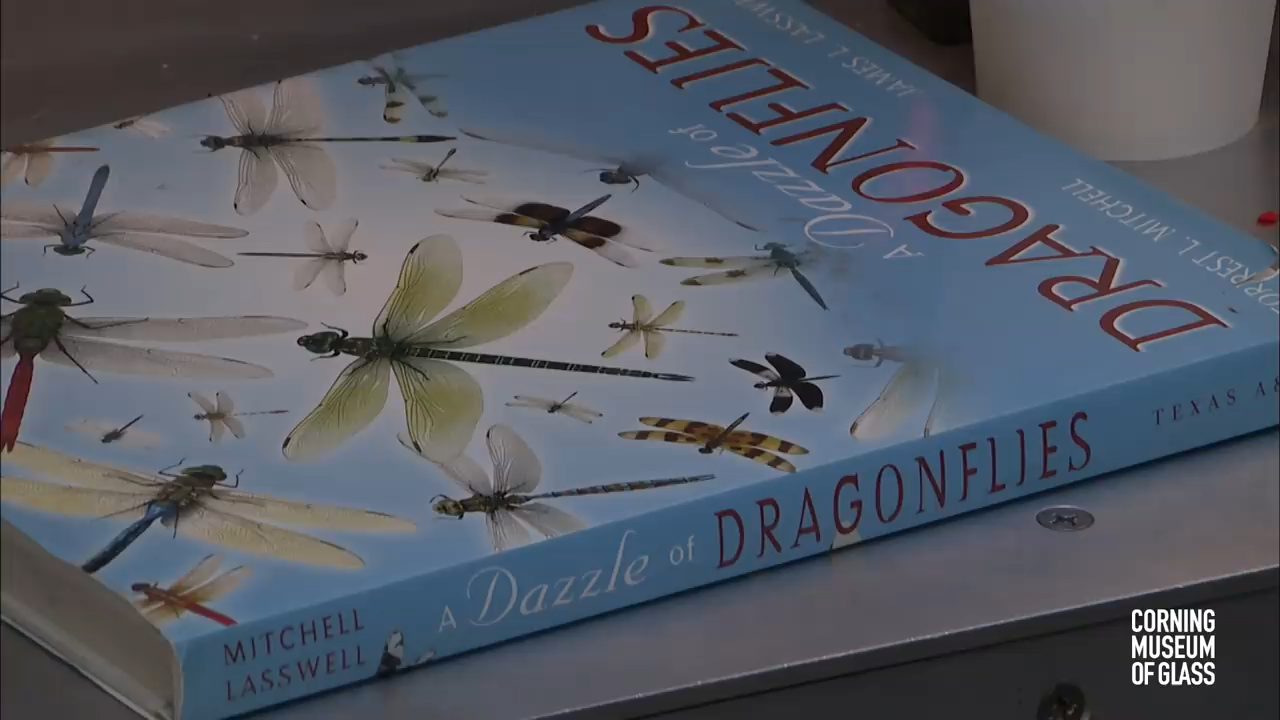 A Dazzle of
DRAGONFLIES
JAMES L. LASSWELL
FORREST L. MITCHELL
MITCHELL
LASSWELL
A Dazzle of DRAGONFLIES
TEXAS
CORNING
MUSEUM
OF GLASS